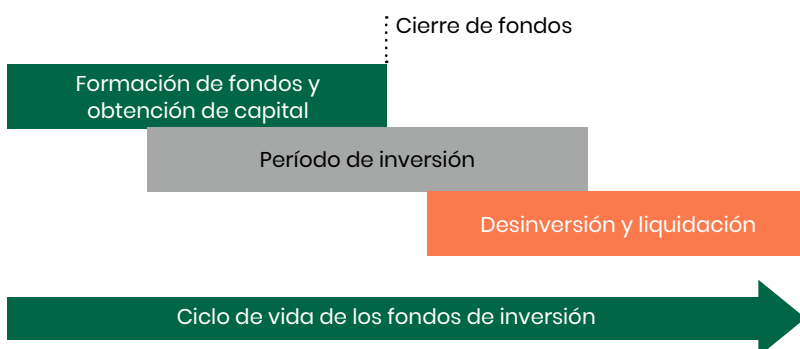 Cierre de fondos
Formación de fondos y
obtención de capital
Período de inversión
Desinversión y liquidación
Ciclo de vida de los fondos de inversión